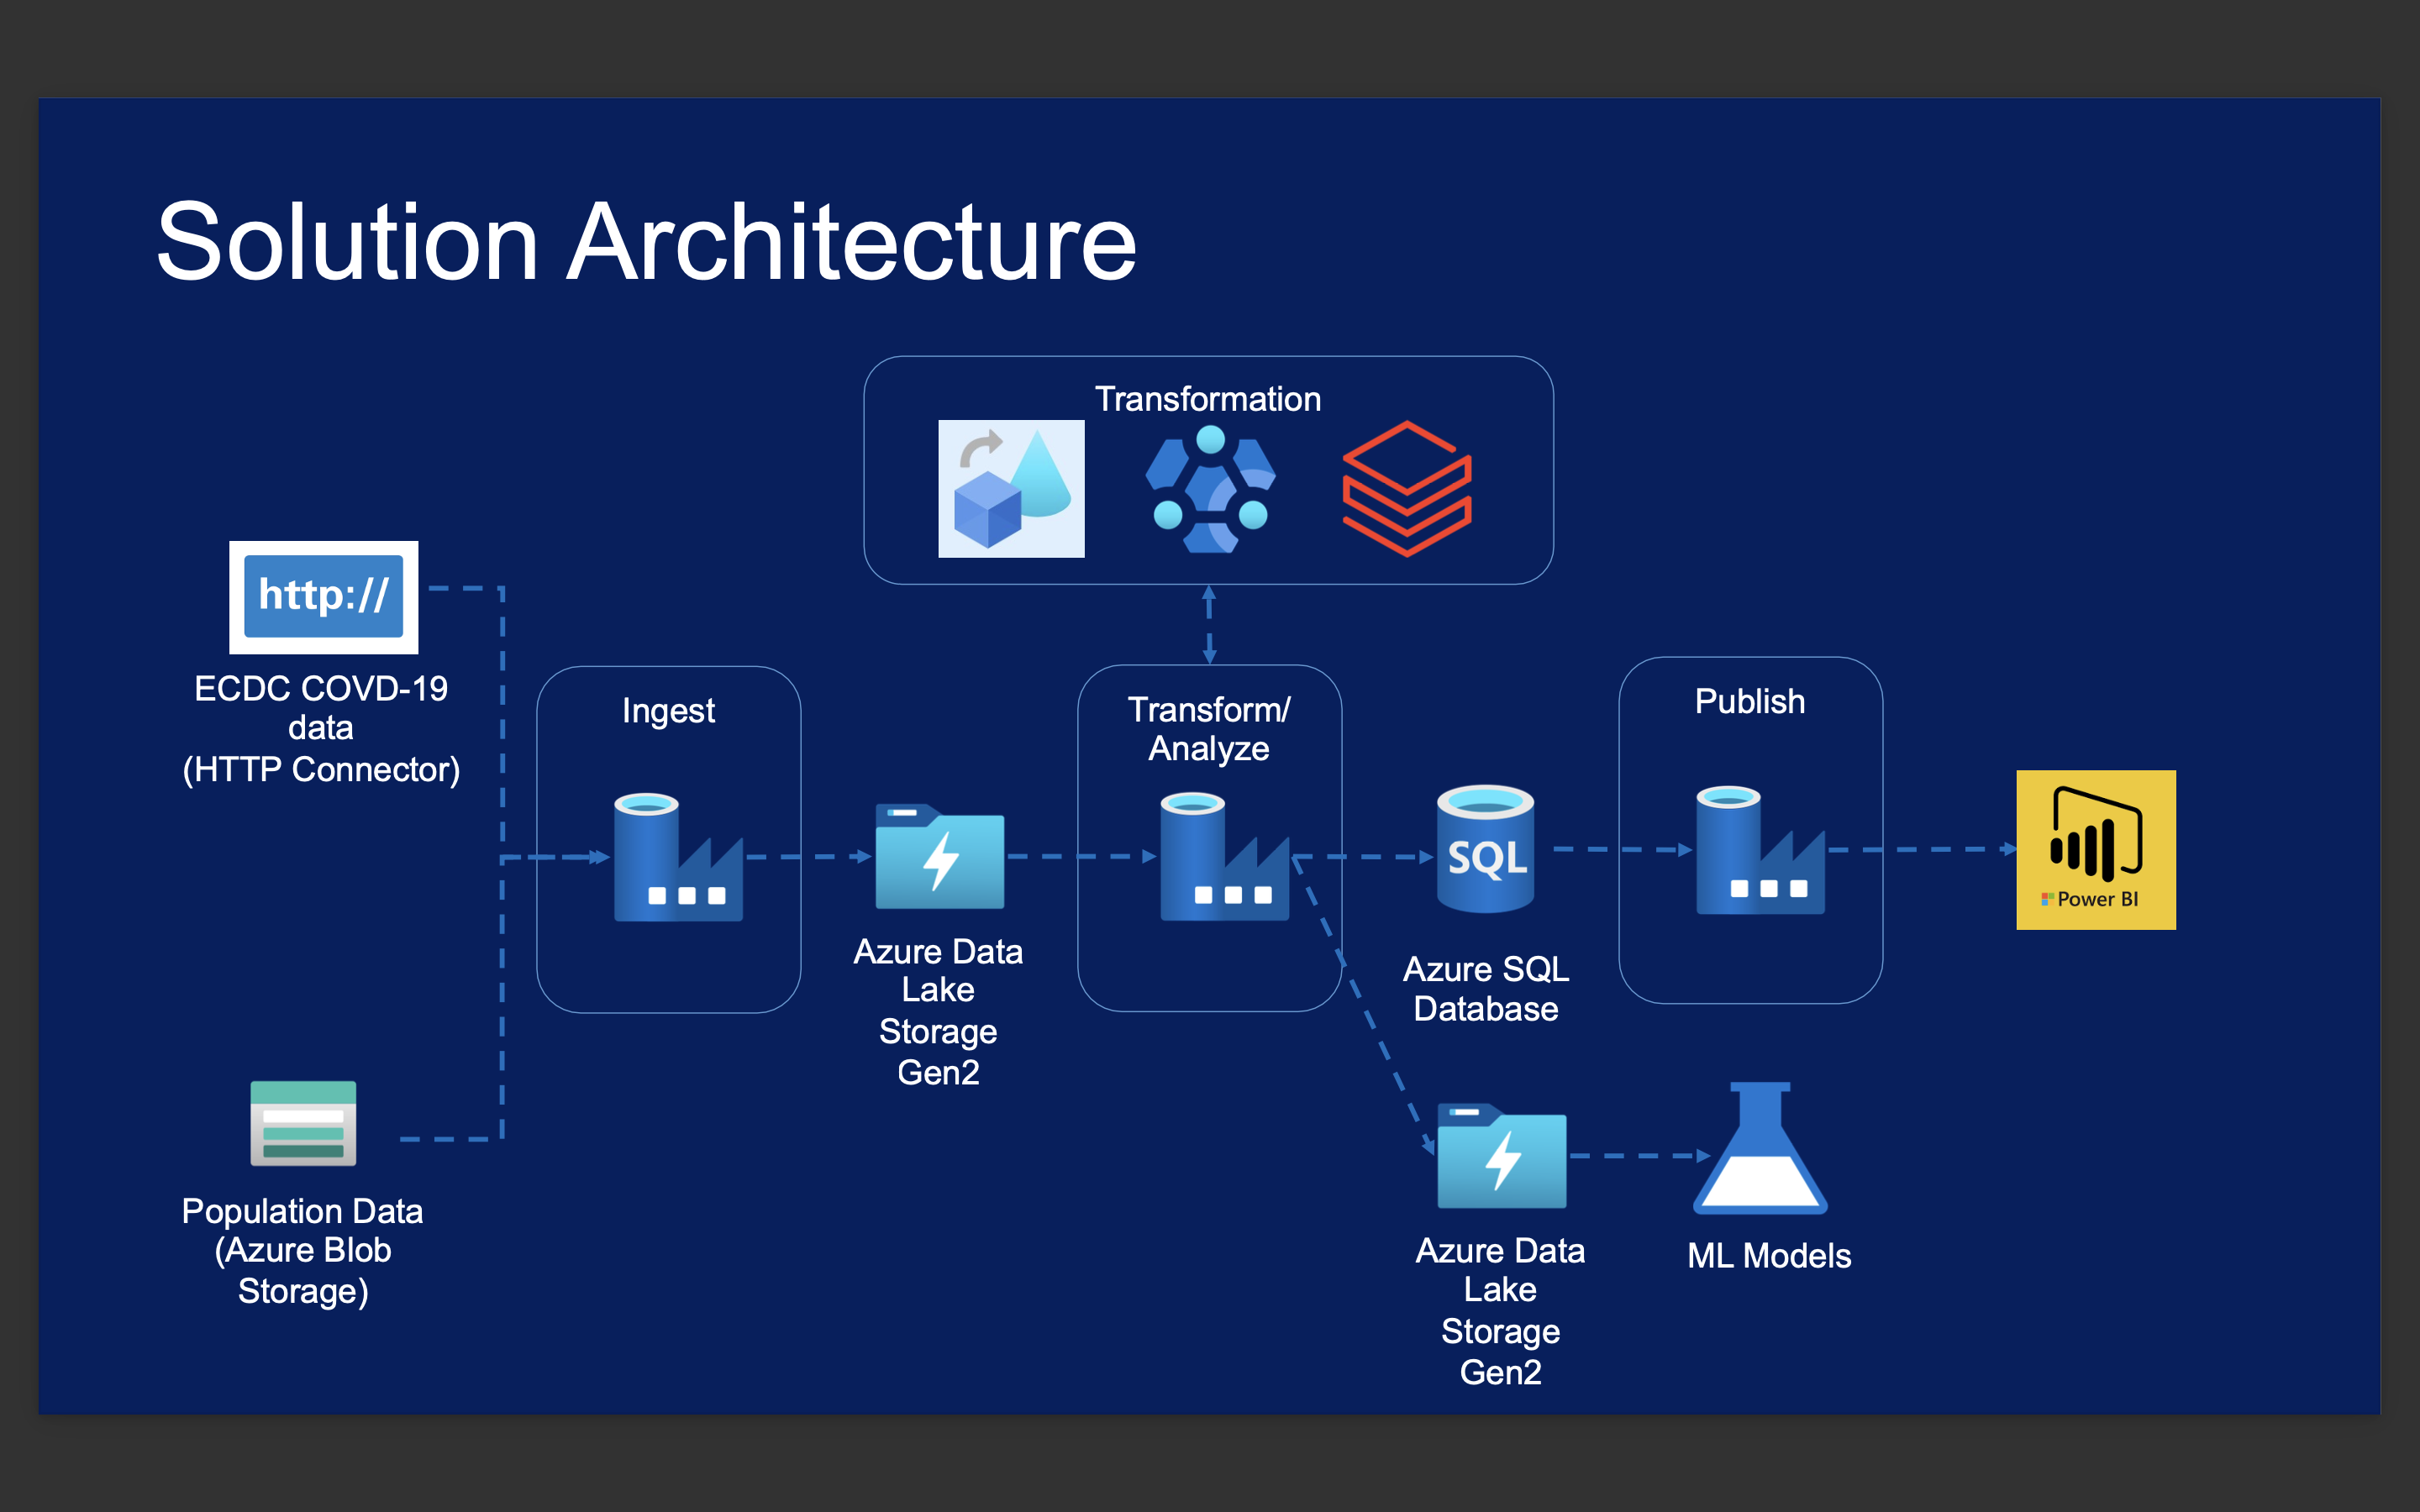 Solution Architecture
Transformation
http://
ECDC COVD-19
data
(HTTP Connector)
Ingest
Transform/
Analyze
Publish
SQL
Power BI
Azure Data
Lake
Storage
Gen2
Azure SQL
Database
Population Data
(Azure Blob
Storage)
Azure Data
Lake
Storage
Gen2
ML Models